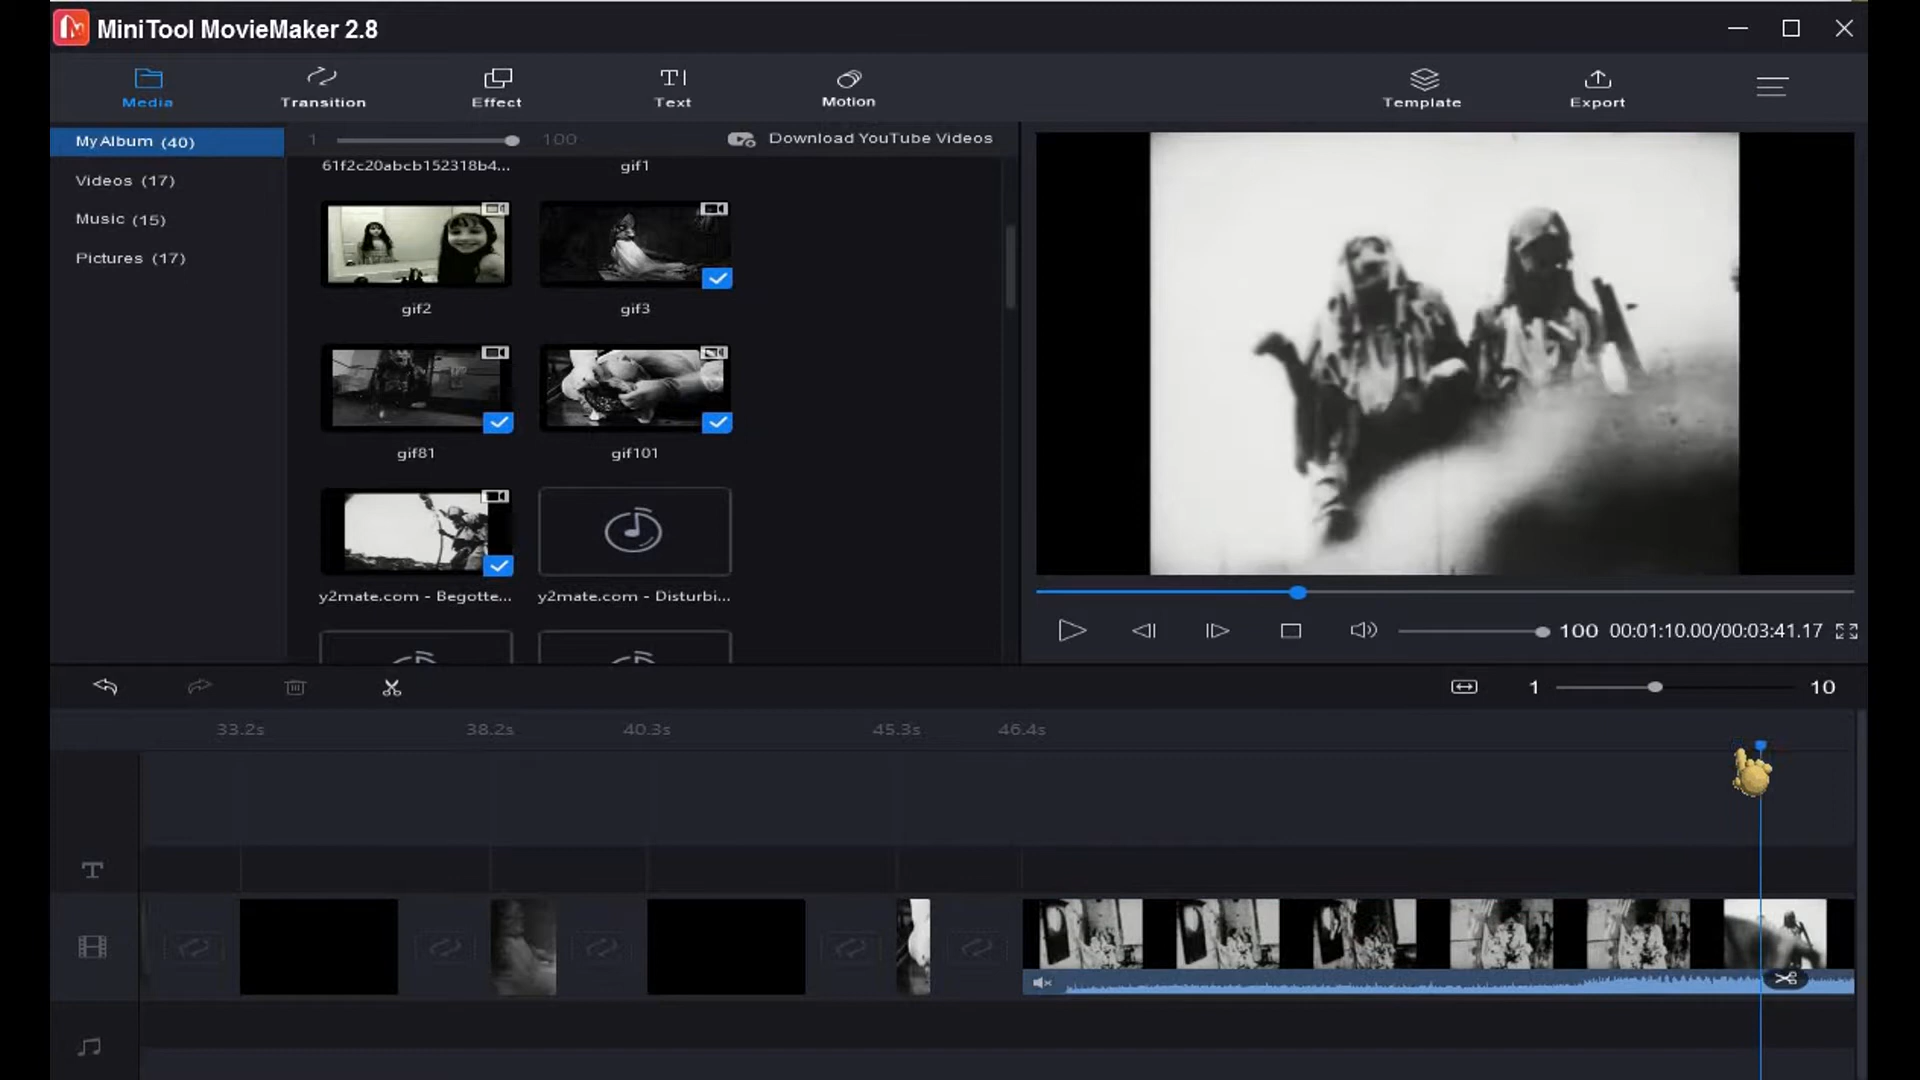 MiniTool MovieMaker 2.8
Media
Transition
Effect
Text
Motion
Template
Export
My Album (40)
1
100
Download YouTube Videos
Videos (17)
Music (15)
Pictures (17)
61f2c20abcb152318b4...
gif1
gif2
gif3
gif81
gif101
y2mate.com - Begotte...
y2mate.com - Disturbi...
100
00:01:10.00/00:03:41.17
1
10
33.2s
38.2s
40.3s
45.3s
46.4s